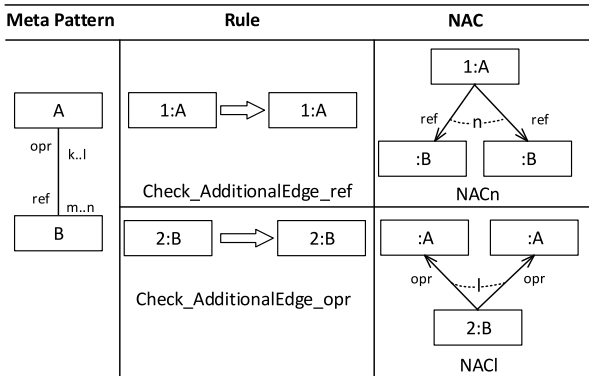 Meta Pattern Rule NAC
A
opr
k..l
ref
m..n
B
1:A 1:A
Check_AdditionalEdge_ref
1:A
ref n ref
:B :B
NACn
2:B 2:B
Check_AdditionalEdge_opr
:A :A
opr l opr
2:B
NACl